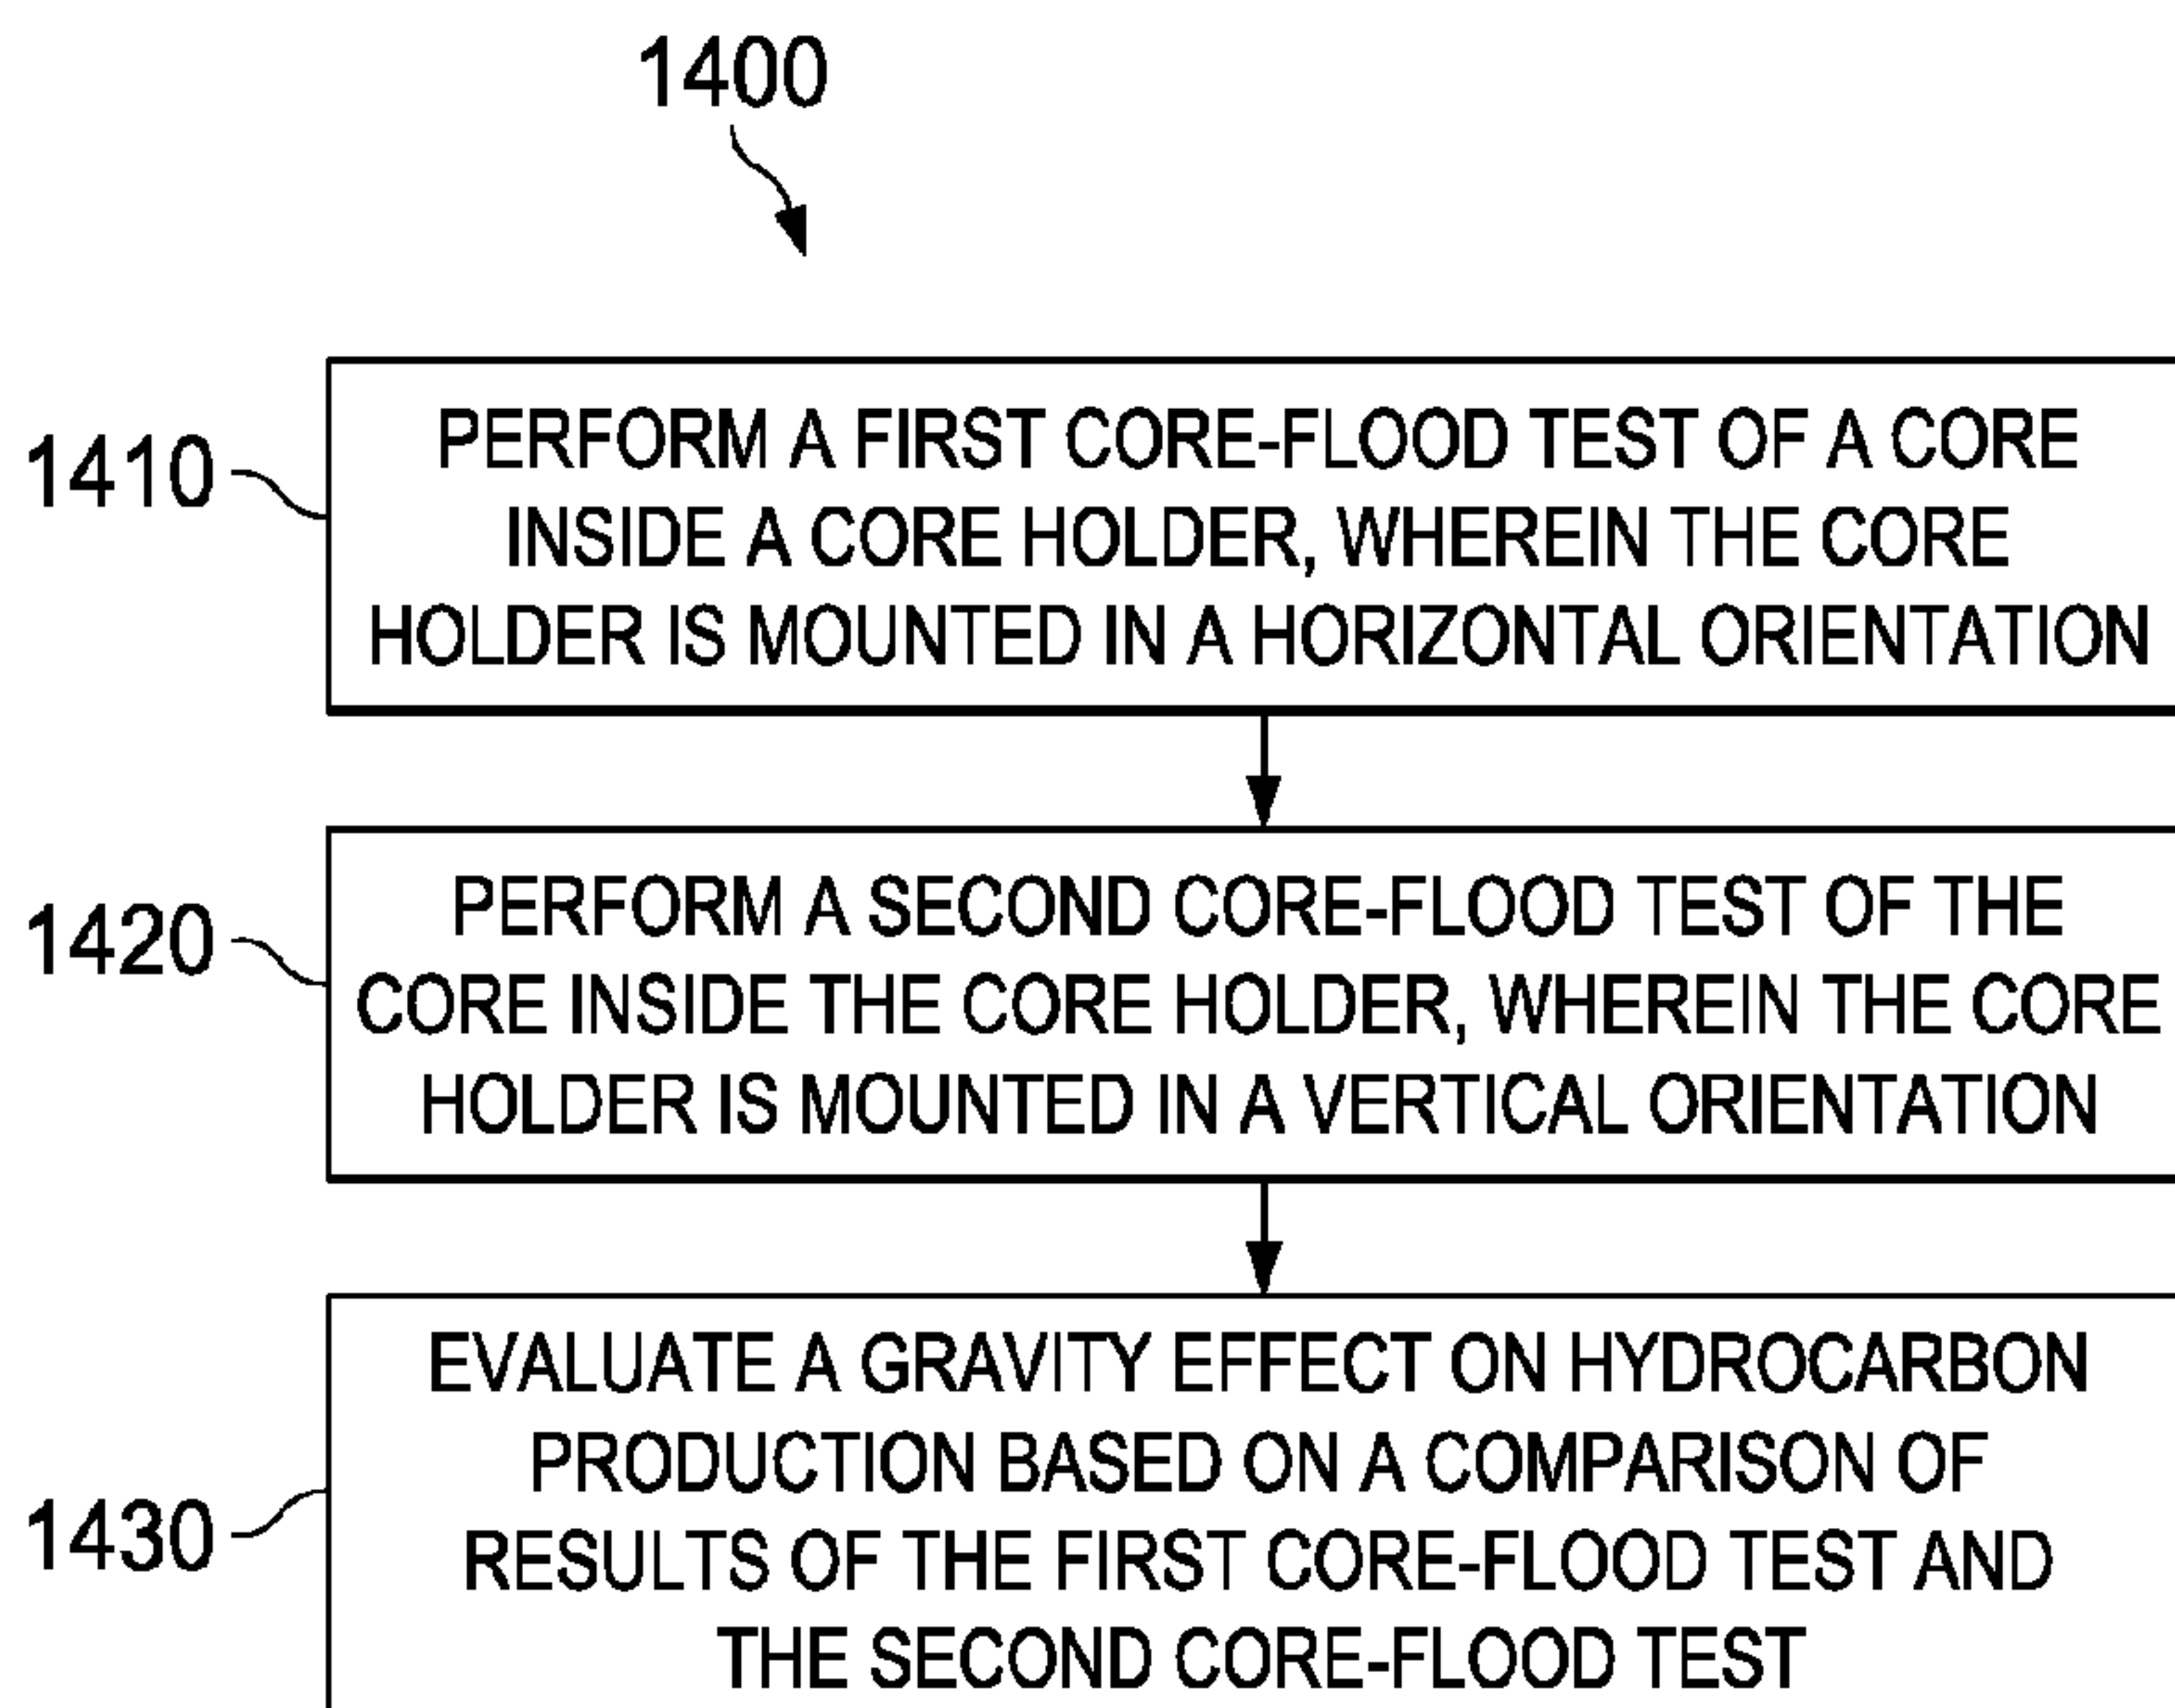 1400
1410
PERFORM A FIRST CORE-FLOOD TEST OF A CORE
INSIDE A CORE HOLDER, WHEREIN THE CORE
HOLDER IS MOUNTED IN A HORIZONTAL ORIENTATION
1420
PERFORM A SECOND CORE-FLOOD TEST OF THE
CORE INSIDE THE CORE HOLDER, WHEREIN THE CORE
HOLDER IS MOUNTED IN A VERTICAL ORIENTATION
1430
EVALUATE A GRAVITY EFFECT ON HYDROCARBON
PRODUCTION BASED ON A COMPARISON OF
RESULTS OF THE FIRST CORE-FLOOD TEST AND
THE SECOND CORE-FLOOD TEST